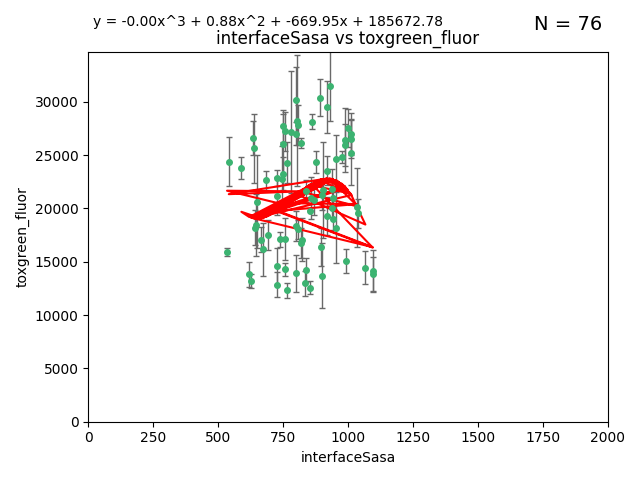 y = -0.00x^3 + 0.88x^2 + -669.95x + 185672.78
N = 76
interfaceSasa vs toxgreen_fluor
30000
25000
20000
15000
10000
5000
0
toxgreen_fluor
0 250 500 750 1000 1250 1500 1750 2000
interfaceSasa